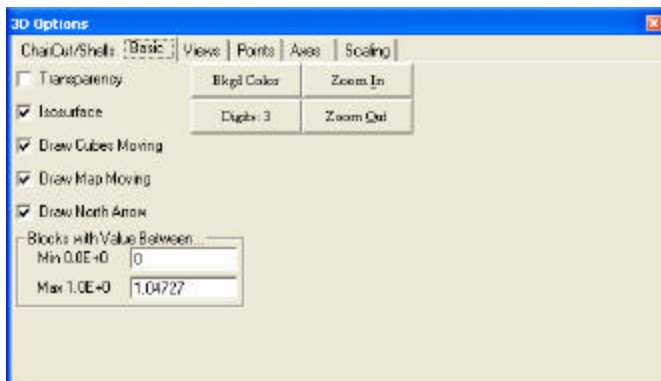 3D Options
Chair Cut/Shells Basic Views Points Axes Scaling
Transparency Bkgd Color Zoom In
Isosurface Digits: 3 Zoom Out
Draw Cubes Moving
Draw Map Moving
Draw North Arrow
Blocks with Value Between...
Min 0.0E+0 0
Max 1.0E+0 1.04727